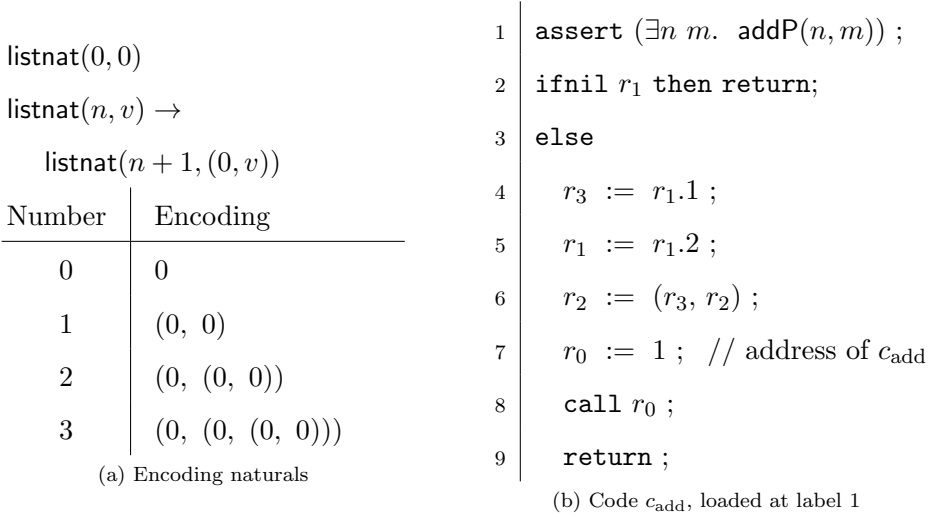 listnat(0, 0)
listnat(n, v) →
listnat(n + 1, (0, v))
Number Encoding
0 0
1 (0, 0)
2 (0, (0, 0))
3 (0, (0, (0, 0)))
(a) Encoding naturals
1 assert (∃n m. addP(n, m)) ;
2 ifnil r₁ then return;
3 else
4 r₃ := r₁.1 ;
5 r₁ := r₁.2 ;
6 r₂ := (r₃, r₂) ;
7 r₀ := 1 ; // address of c_add
8 call r₀ ;
9 return ;
(b) Code c_add, loaded at label 1